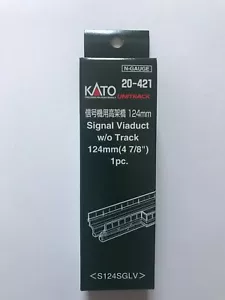 N-GAUGE
20-421
KATO
UNITRACK
信号機用高架橋 124mm
Signal Viaduct
w/o Track
124mm(4 7/8")
1pc.
<S124SGLV>